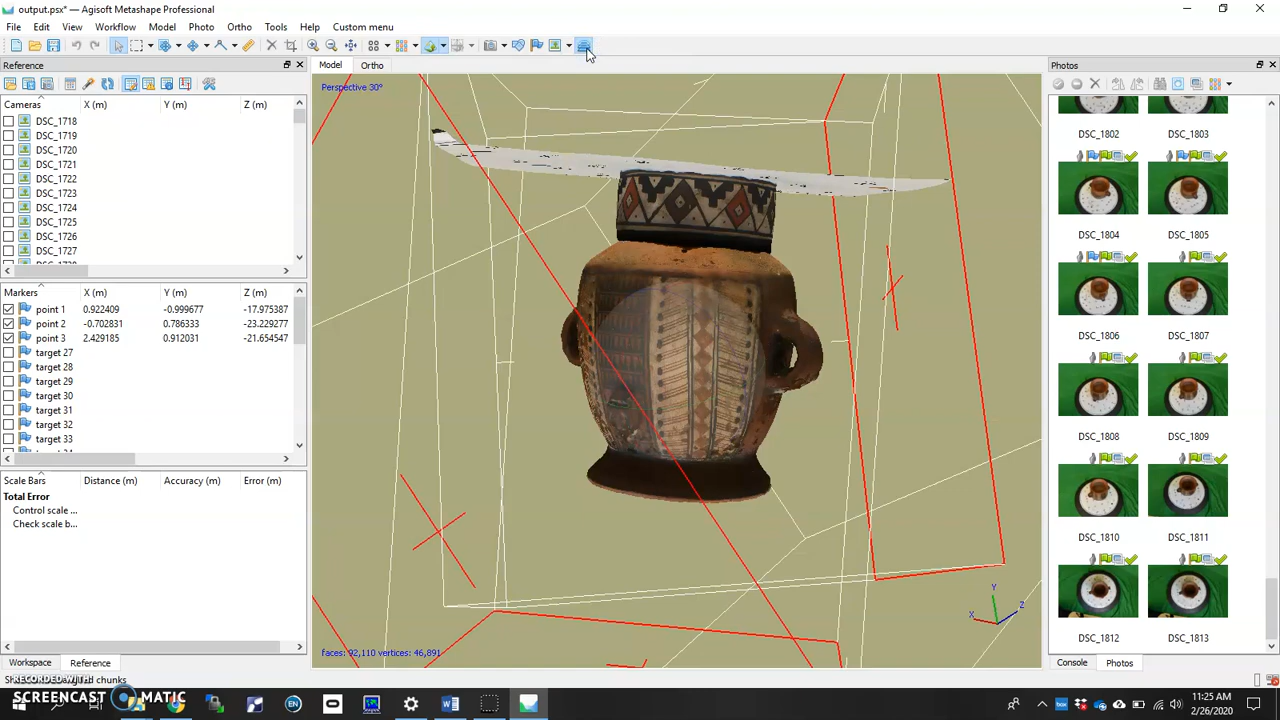 output.psx* — Agisoft Metashape Professional
File Edit View Workflow Model Photo Ortho Tools Help Custom menu
Reference
Model Ortho
Photos
Cameras X (m) Y (m) Z (m)
DSC_1718
DSC_1719
DSC_1720
DSC_1721
DSC_1722
DSC_1723
DSC_1724
DSC_1725
DSC_1726
DSC_1727
Markers X (m) Y (m) Z (m)
point 1 0.922409 -0.999677 -17.975387
point 2 -0.702831 0.786333 -23.229277
point 3 2.429185 0.912031 -21.654547
target 27
target 28
target 29
target 30
target 31
target 32
target 33
Scale Bars Distance (m) Accuracy (m) Error (m)
Total Error
Control scale ...
Check scale b...
Workspace Reference
Perspective 30°
X Y Z
faces: 92,110 vertices: 46,891
DSC_1802 DSC_1803
DSC_1804 DSC_1805
DSC_1806 DSC_1807
DSC_1808 DSC_1809
DSC_1810 DSC_1811
DSC_1812 DSC_1813
Console Photos
RECORDED WITH
SCREENCAST MATIC
11:25 AM
2/26/2020